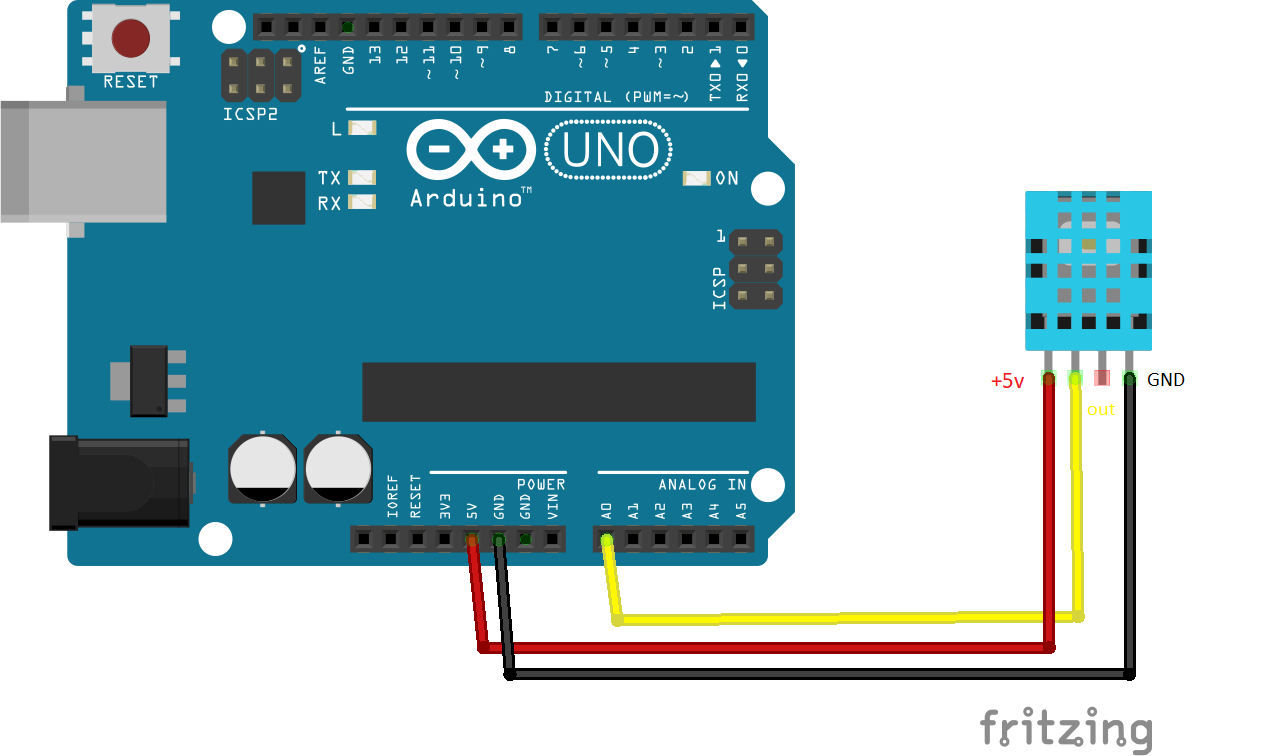 RESET
ICSP2
AREF
GND
13
12
~11
~10
~9
8
7
~6
~5
4
~3
2
TX0▶1
RX0◀0
DIGITAL (PWM=~)
L
TX
RX
Arduino™
UNO
ON
1
ICSP
+5v
out
GND
POWER
ANALOG IN
IOREF
RESET
3V3
5V
GND
GND
VIN
A0
A1
A2
A3
A4
A5
fritzing